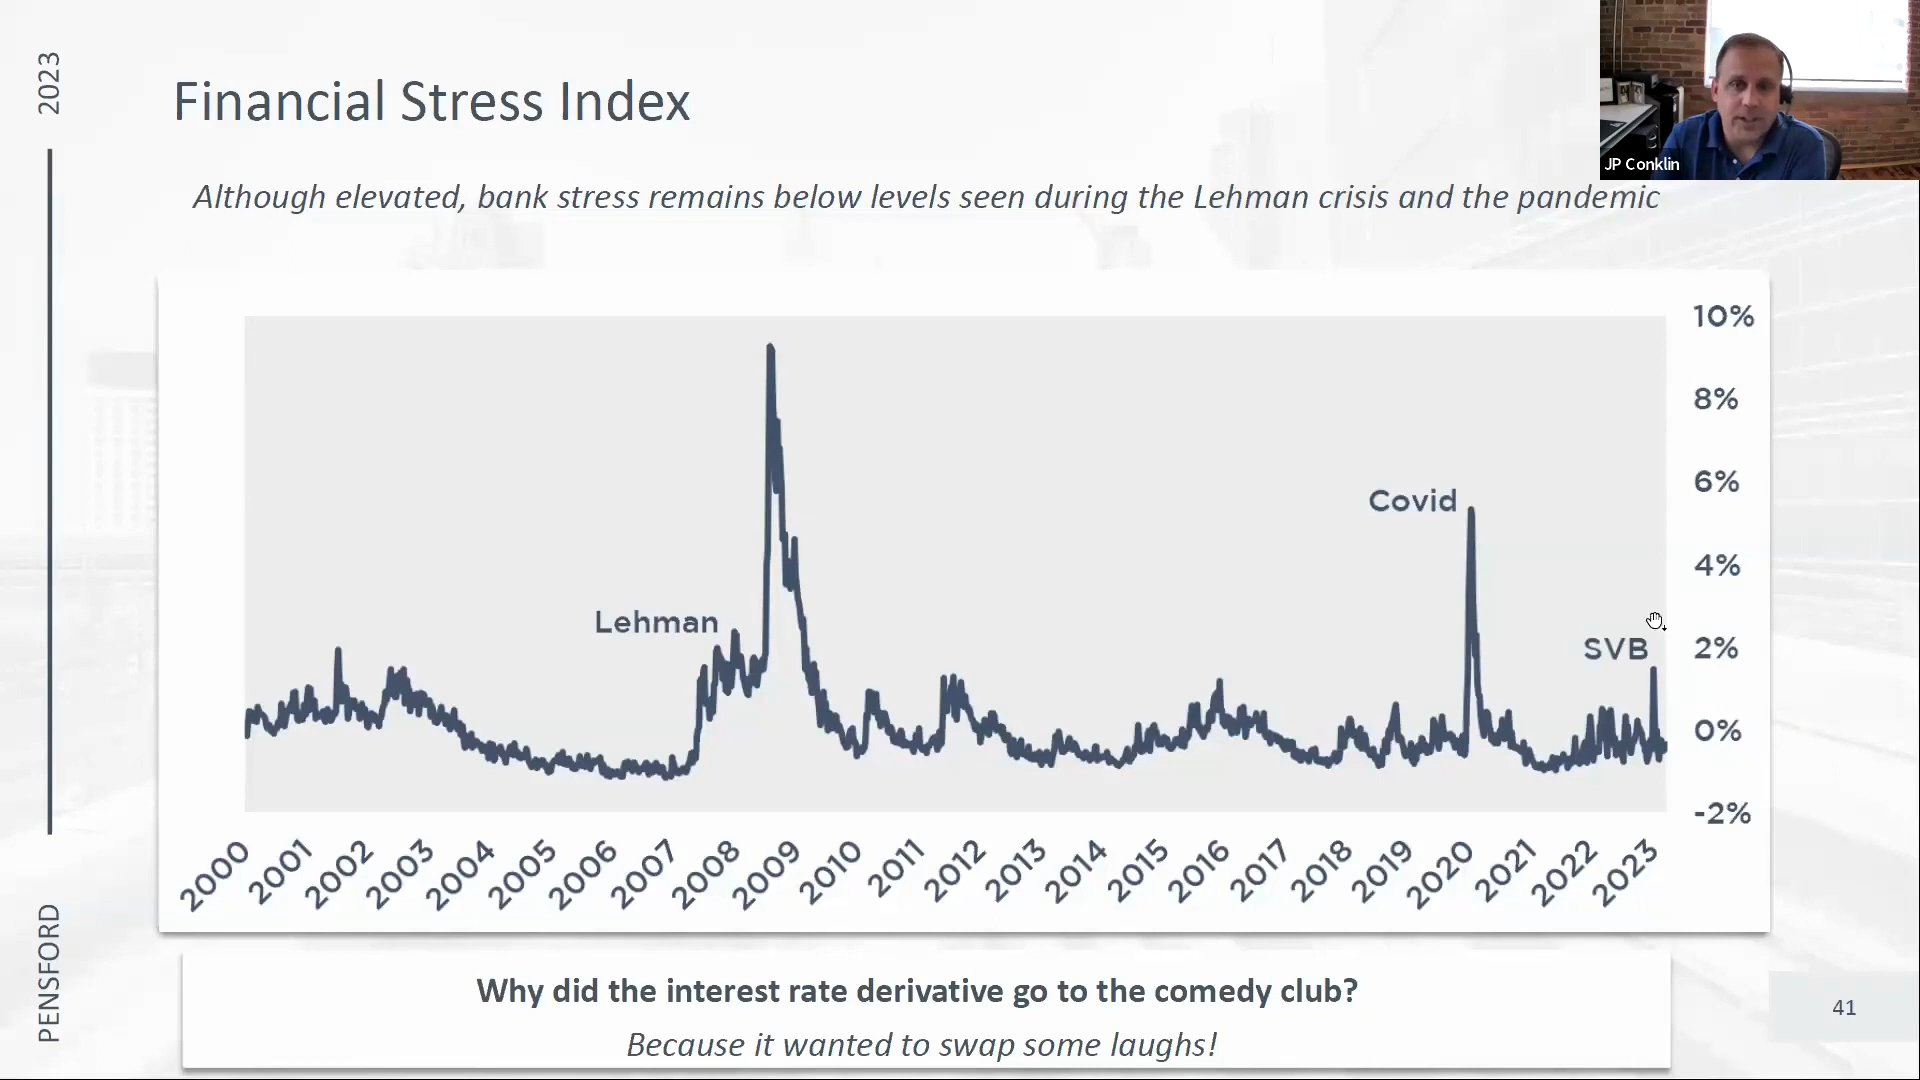 2023
Financial Stress Index
JP Conklin
Although elevated, bank stress remains below levels seen during the Lehman crisis and the pandemic
10%
8%
6%
4%
2%
0%
-2%
Lehman
Covid
SVB
2000 2001 2002 2003 2004 2005 2006 2007 2008 2009 2010 2011 2012 2013 2014 2015 2016 2017 2018 2019 2020 2021 2022 2023
PENSFORD
Why did the interest rate derivative go to the comedy club?
Because it wanted to swap some laughs!
41